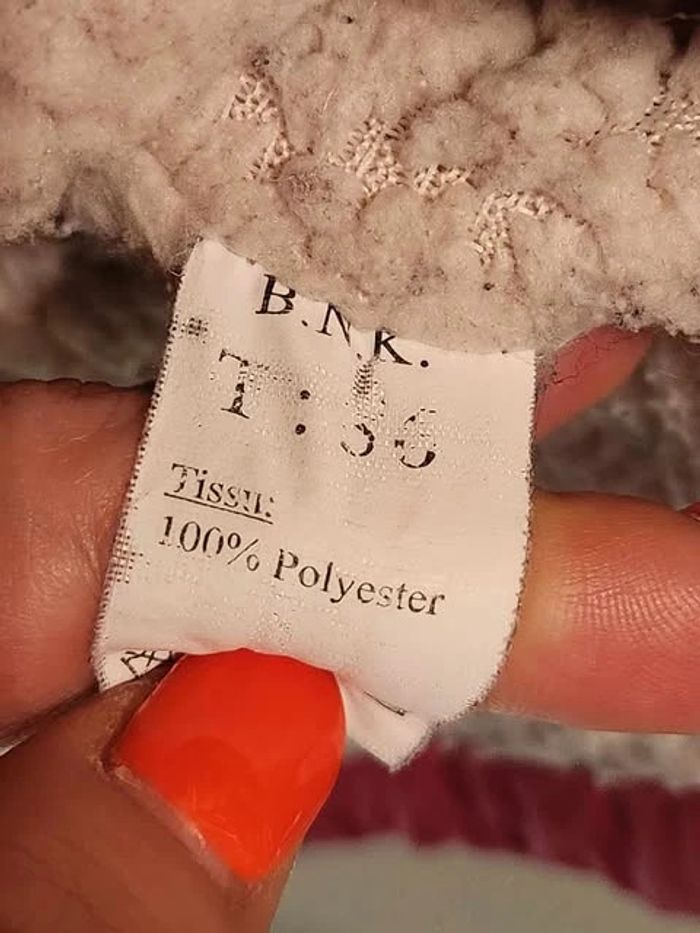 B.N.K.
T: 36
Tissu:
100% Polyester